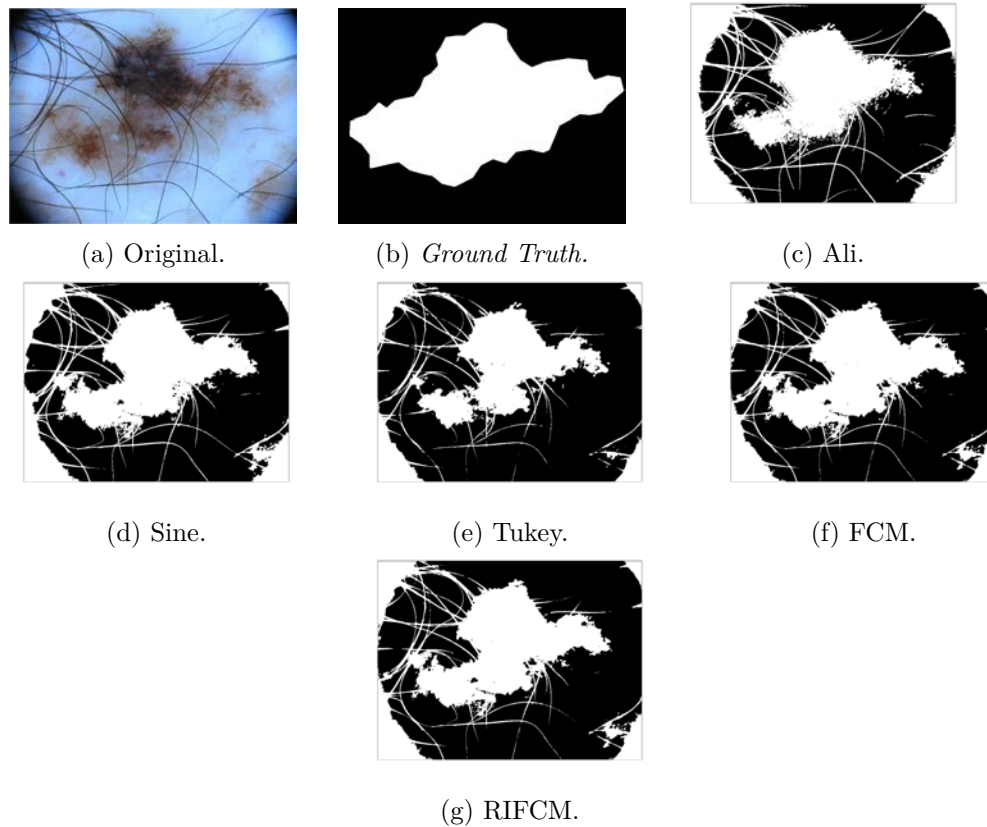 (a) Original.
(b) Ground Truth.
(c) Ali.
(d) Sine.
(e) Tukey.
(f) FCM.
(g) RIFCM.